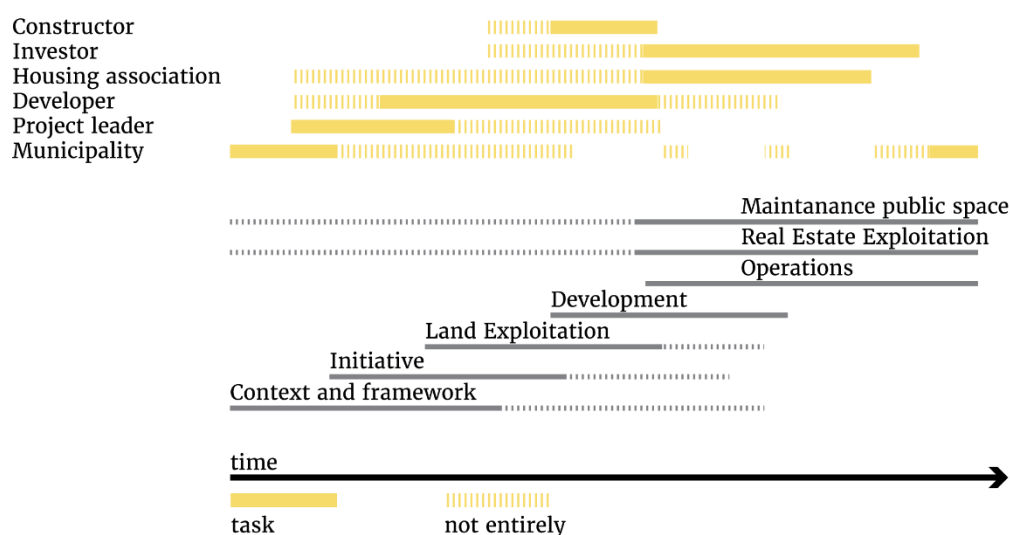 Constructor
Investor
Housing association
Developer
Project leader
Municipality
Maintanance public space
Real Estate Exploitation
Operations
Development
Land Exploitation
Initiative
Context and framework
time
task
not entirely